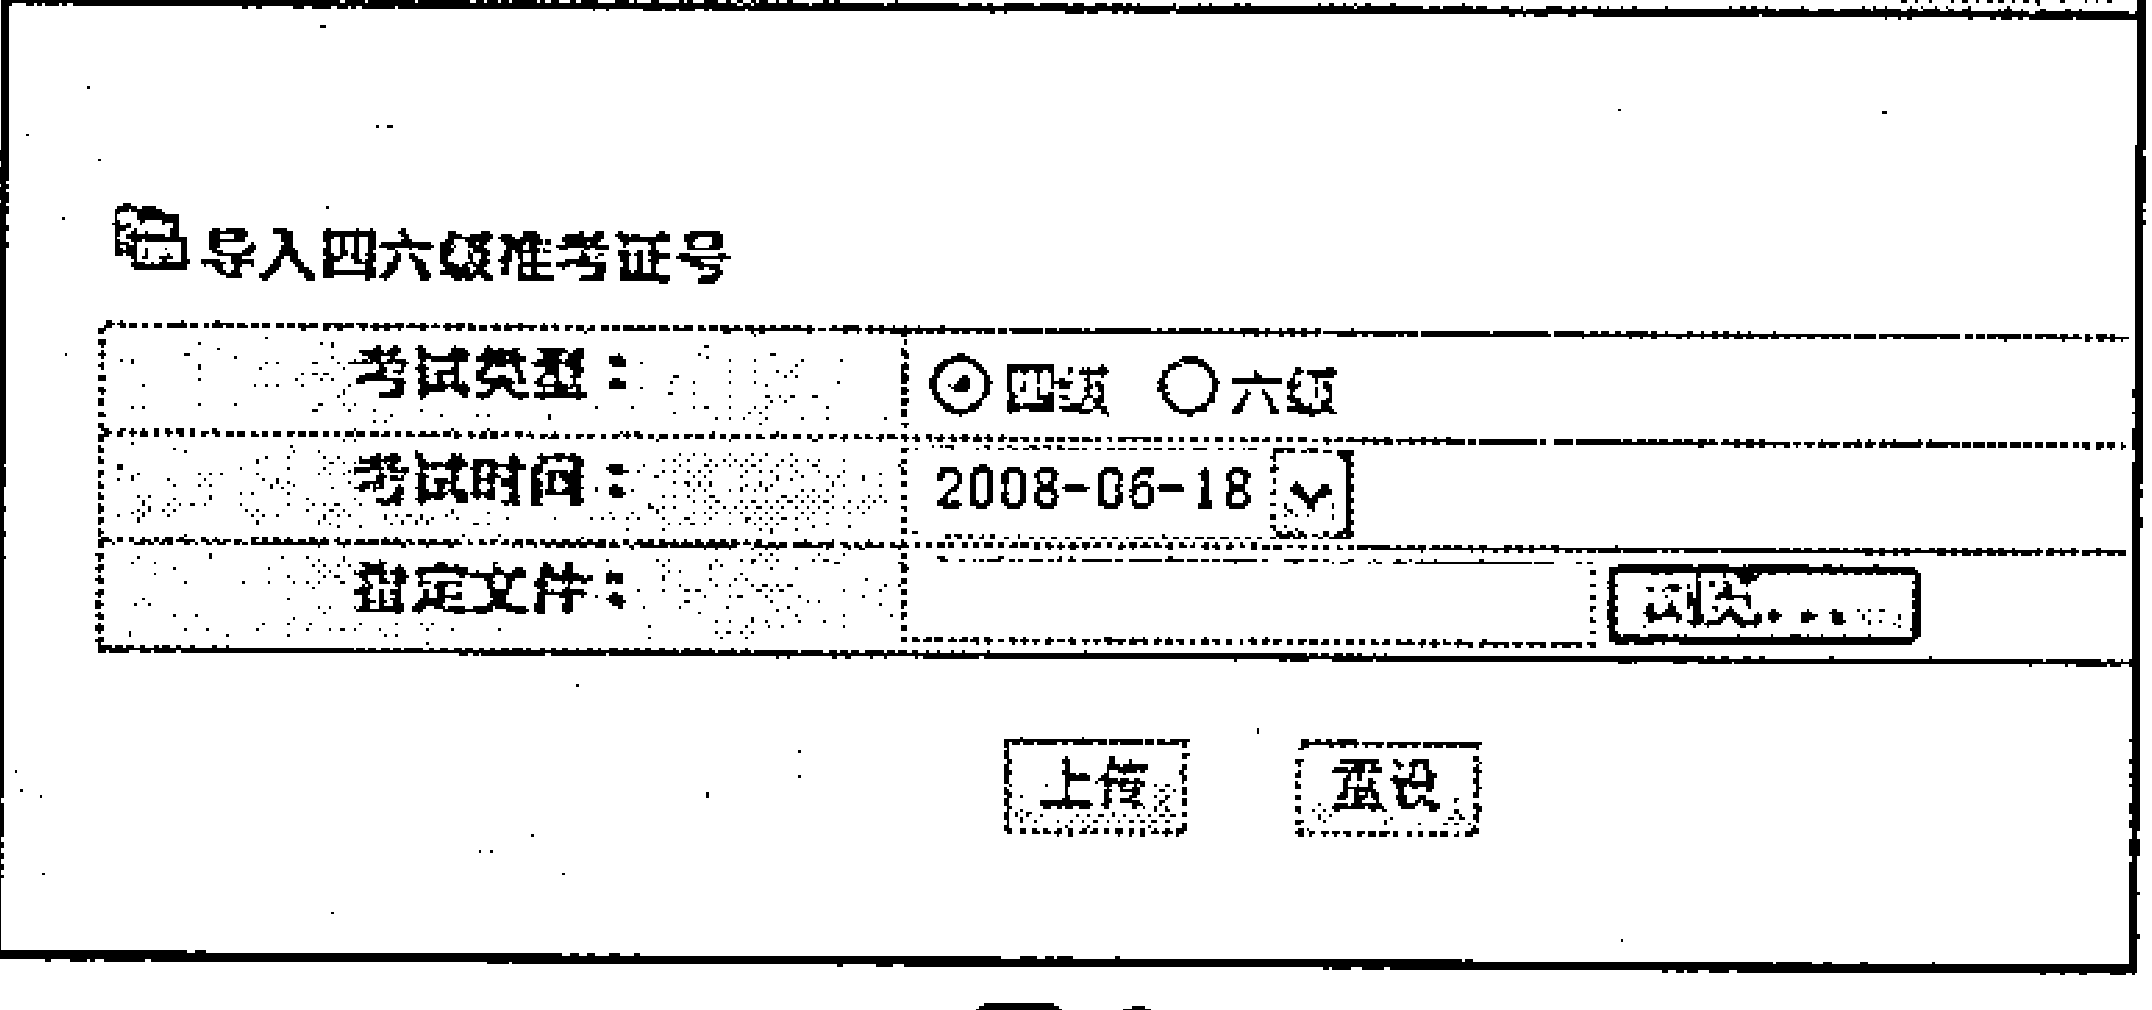 导入四六级准考证号
考试类型： 四级 六级
考试时间： 2008-06-18
指定文件： 浏览...
上传 重设